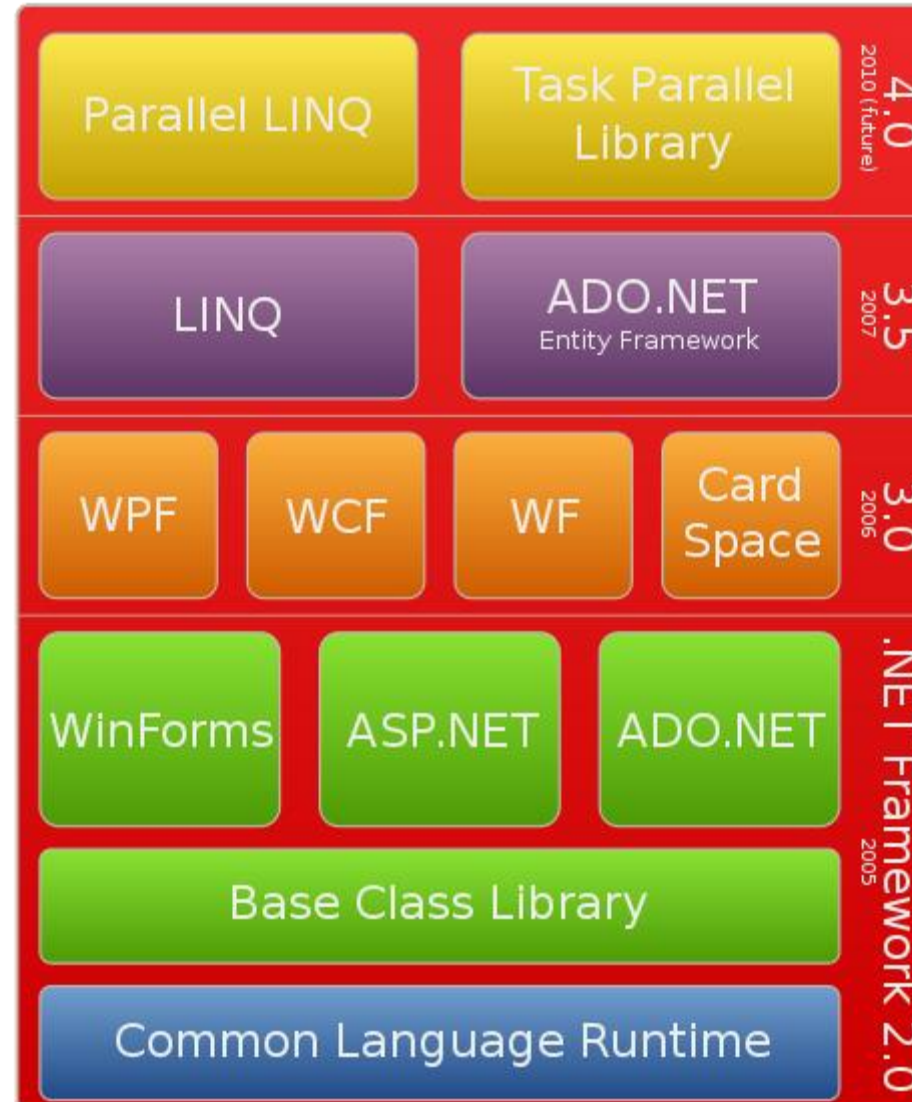 Parallel LINQ
Task Parallel
Library
4.0
2010 (future)
LINQ
ADO.NET
Entity Framework
3.5
2007
WPF
WCF
WF
Card
Space
3.0
2006
WinForms
ASP.NET
ADO.NET
Base Class Library
Common Language Runtime
.NET Framework 2.0
2005